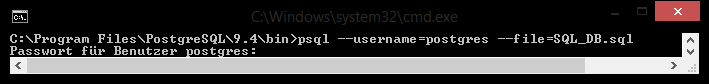 C:\Windows\system32\cmd.exe
C:\Program Files\PostgreSQL\9.4\bin>psql --username=postgres --file=SQL_DB.sql
Passwort für Benutzer postgres: